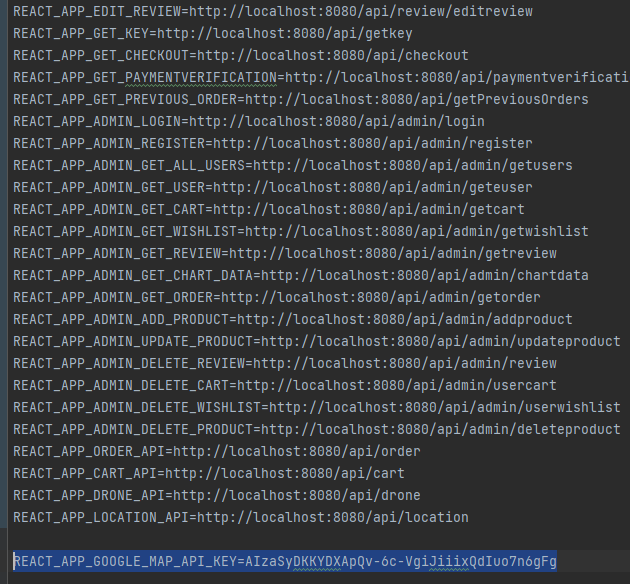 REACT_APP_EDIT_REVIEW=http://localhost:8080/api/review/editreview
REACT_APP_GET_KEY=http://localhost:8080/api/getkey
REACT_APP_GET_CHECKOUT=http://localhost:8080/api/checkout
REACT_APP_GET_PAYMENTVERIFICATION=http://localhost:8080/api/paymentverificati
REACT_APP_GET_PREVIOUS_ORDER=http://localhost:8080/api/getPreviousOrders
REACT_APP_ADMIN_LOGIN=http://localhost:8080/api/admin/login
REACT_APP_ADMIN_REGISTER=http://localhost:8080/api/admin/register
REACT_APP_ADMIN_GET_ALL_USERS=http://localhost:8080/api/admin/getusers
REACT_APP_ADMIN_GET_USER=http://localhost:8080/api/admin/geteuser
REACT_APP_ADMIN_GET_CART=http://localhost:8080/api/admin/getcart
REACT_APP_ADMIN_GET_WISHLIST=http://localhost:8080/api/admin/getwishlist
REACT_APP_ADMIN_GET_REVIEW=http://localhost:8080/api/admin/getreview
REACT_APP_ADMIN_GET_CHART_DATA=http://localhost:8080/api/admin/chartdata
REACT_APP_ADMIN_GET_ORDER=http://localhost:8080/api/admin/getorder
REACT_APP_ADMIN_ADD_PRODUCT=http://localhost:8080/api/admin/addproduct
REACT_APP_ADMIN_UPDATE_PRODUCT=http://localhost:8080/api/admin/updateproduct
REACT_APP_ADMIN_DELETE_REVIEW=http://localhost:8080/api/admin/review
REACT_APP_ADMIN_DELETE_CART=http://localhost:8080/api/admin/usercart
REACT_APP_ADMIN_DELETE_WISHLIST=http://localhost:8080/api/admin/userwishlist
REACT_APP_ADMIN_DELETE_PRODUCT=http://localhost:8080/api/admin/deleteproduct
REACT_APP_ORDER_API=http://localhost:8080/api/order
REACT_APP_CART_API=http://localhost:8080/api/cart
REACT_APP_DRONE_API=http://localhost:8080/api/drone
REACT_APP_LOCATION_API=http://localhost:8080/api/location
REACT_APP_GOOGLE_MAP_API_KEY=AIzaSyDKKYDXApQv-6c-VgiJiiixQdIuo7n6gFg